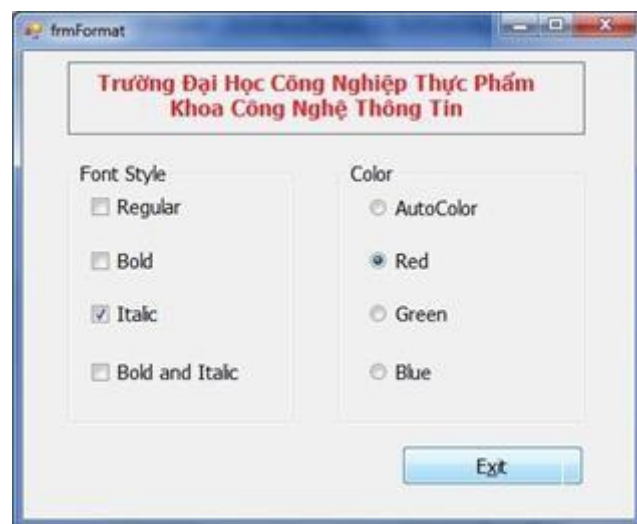 frmFormat
Trường Đại Học Công Nghiệp Thực Phẩm
Khoa Công Nghệ Thông Tin
Font Style
Regular
Bold
Italic
Bold and Italic
Color
AutoColor
Red
Green
Blue
Exit